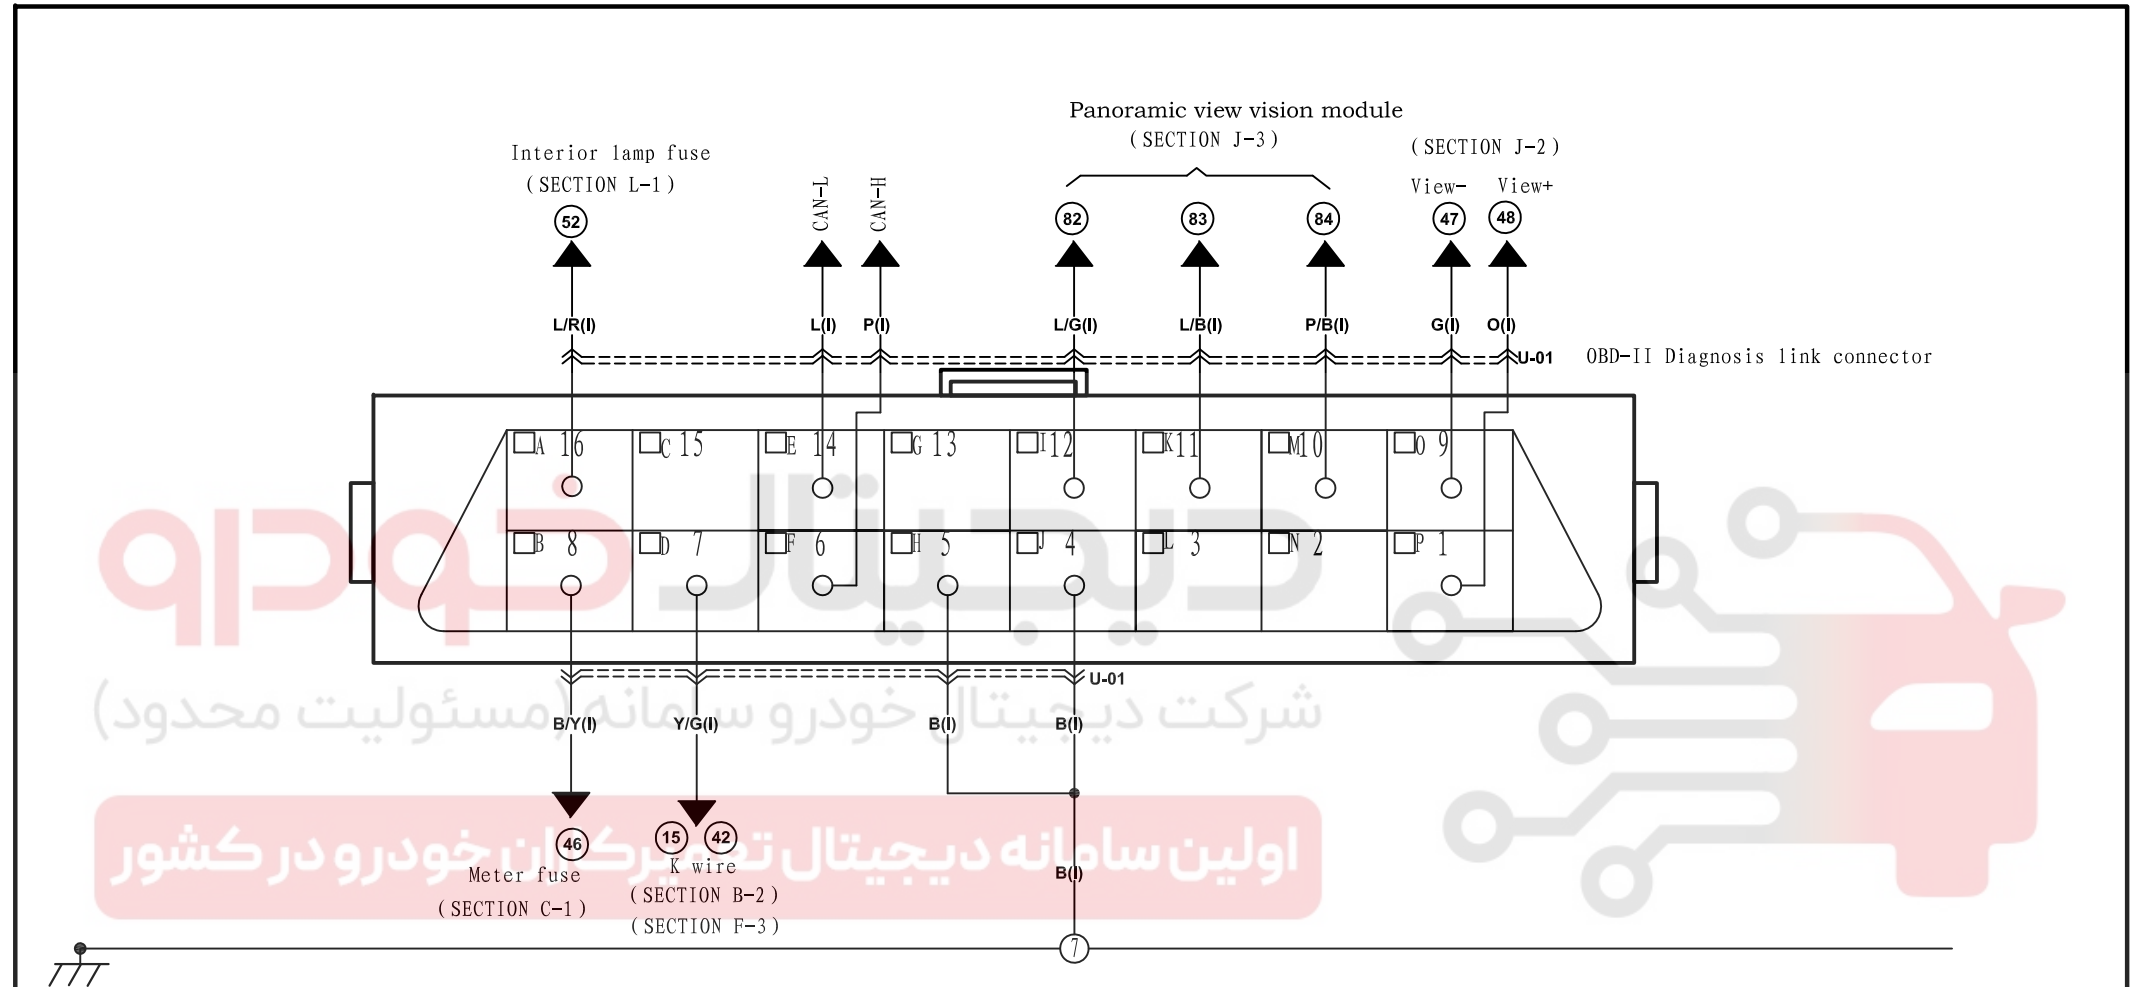 Panoramic view vision module
(SECTION J-3)
(SECTION J-2)
Interior lamp fuse
(SECTION L-1)
View- View+
CAN-L
CAN-H
52 82 83 84 47 48
L/R(I) L(I) P(I) L/G(I) L/B(I) P/B(I) G(I) O(I)
U-01 OBD-II Diagnosis link connector
A 16 C 15 E 14 G 13 I 12 K 11 M 10 O 9
B 8 D 7 F 6 H 5 J 4 L 3 N 2 P 1
دیجیتال خودرو
U-01
شرکت دیجیتال خودرو سامانه (مسئولیت محدود)
B/Y(I) Y/G(I) B(I) B(I)
اولین سامانه دیجیتال تعمیرکاران خودرو در کشور
46 15 42
Meter fuse
K wire
B(I)
(SECTION C-1)
(SECTION B-2)
(SECTION F-3)
7